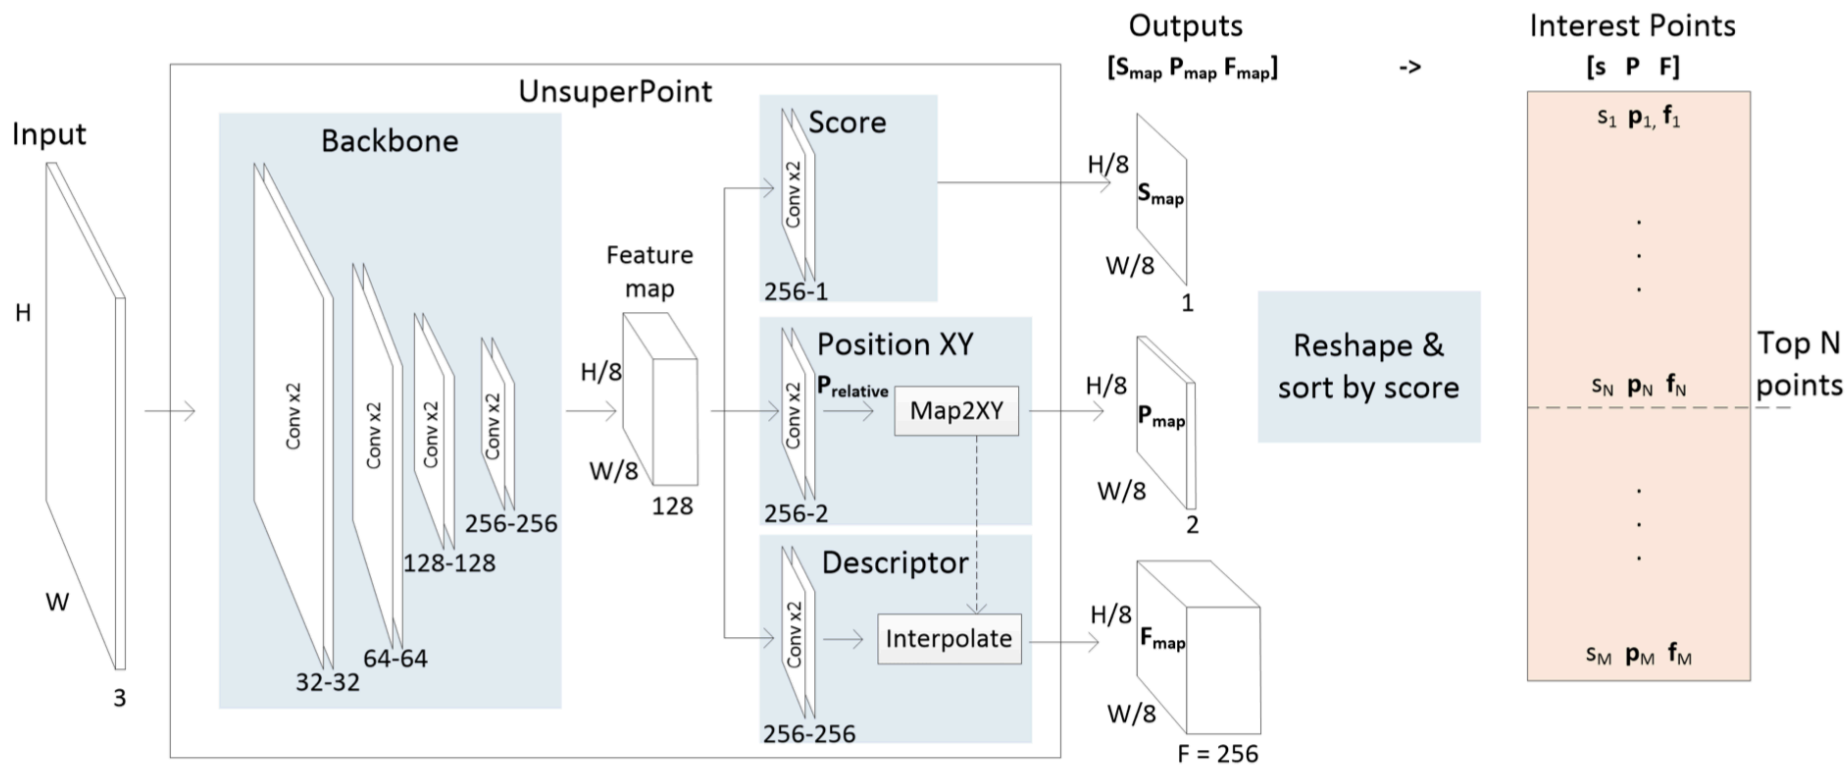 Input
H
W
3
UnsuperPoint
Backbone
Conv x2
32-32
Conv x2
64-64
Conv x2
128-128
Conv x2
256-256
Feature
map
H/8
W/8
128
Score
Conv x2
256-1
Position XY
Conv x2
P relative
Map2XY
256-2
Descriptor
Conv x2
Interpolate
256-256
Outputs
[Smap Pmap Fmap]
->
H/8
Smap
W/8
1
H/8
Pmap
W/8
2
H/8
Fmap
W/8
F = 256
Reshape &
sort by score
Interest Points
[s P F]
s1 p1, f1
.
.
.
sN pN fN
Top N
points
.
.
.
sM pM fM